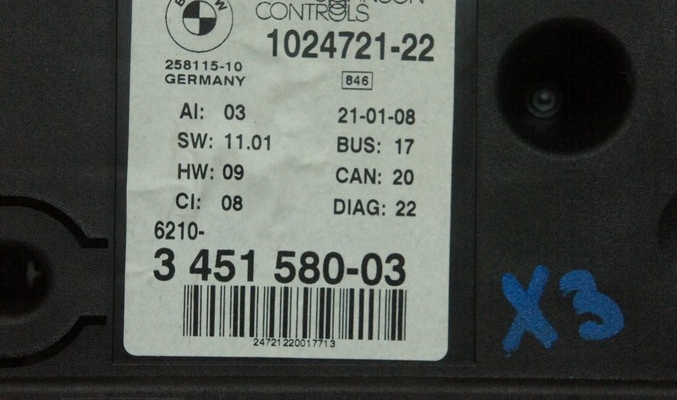 BMW
CONTROLS
1024721-22
258115-10
GERMANY
846
AI: 03
21-01-08
SW: 11.01
BUS: 17
HW: 09
CAN: 20
CI: 08
DIAG: 22
6210-
3 451 580-03
24721220017713
X3